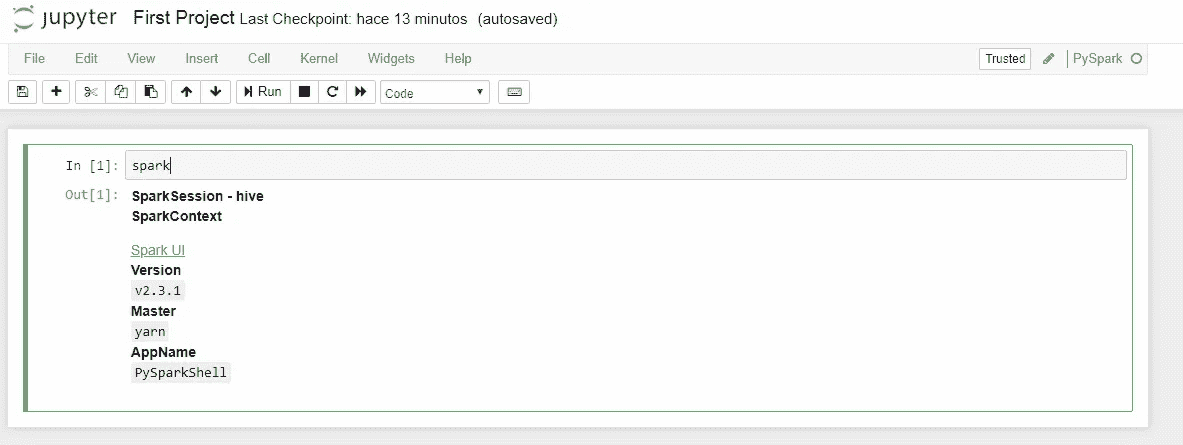 jupyter First Project Last Checkpoint: hace 13 minutos (autosaved)
File Edit View Insert Cell Kernel Widgets Help Trusted PySpark
Run Code
In [1]: spark
Out[1]: SparkSession - hive
SparkContext
Spark UI
Version
v2.3.1
Master
yarn
AppName
PySparkShell